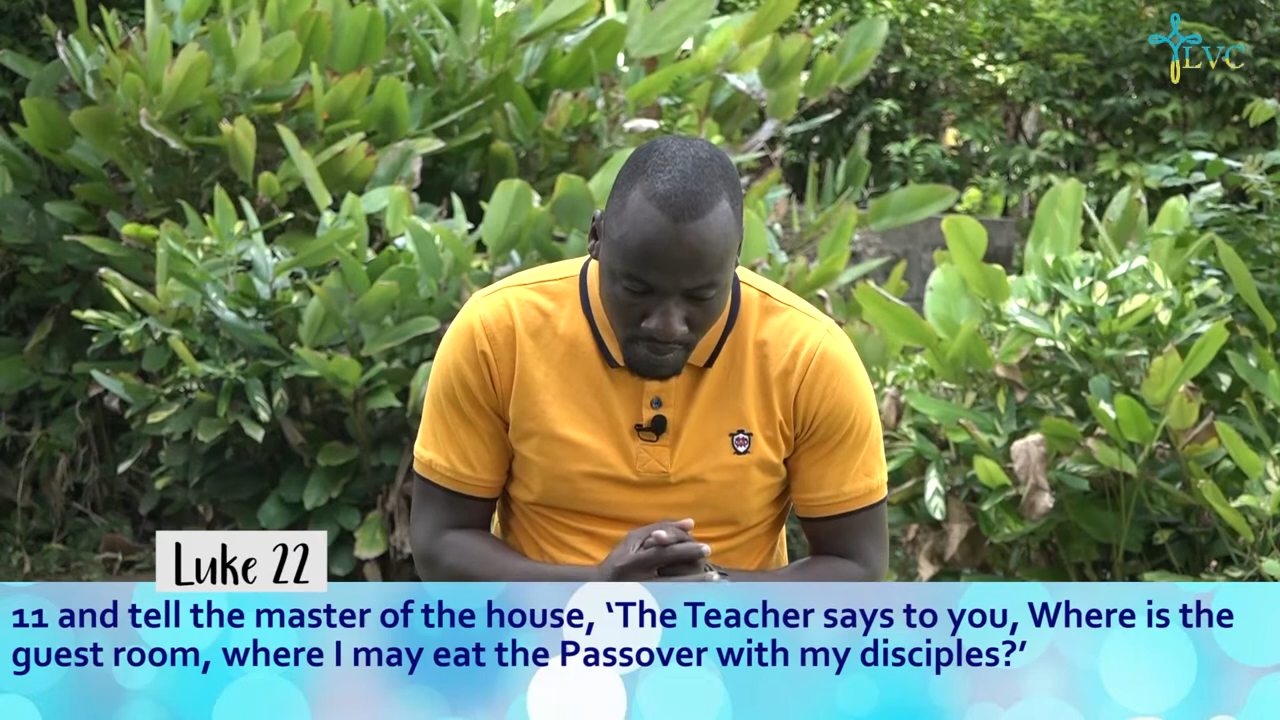 LVC
Luke 22
11 and tell the master of the house, ‘The Teacher says to you, Where is the
guest room, where I may eat the Passover with my disciples?’